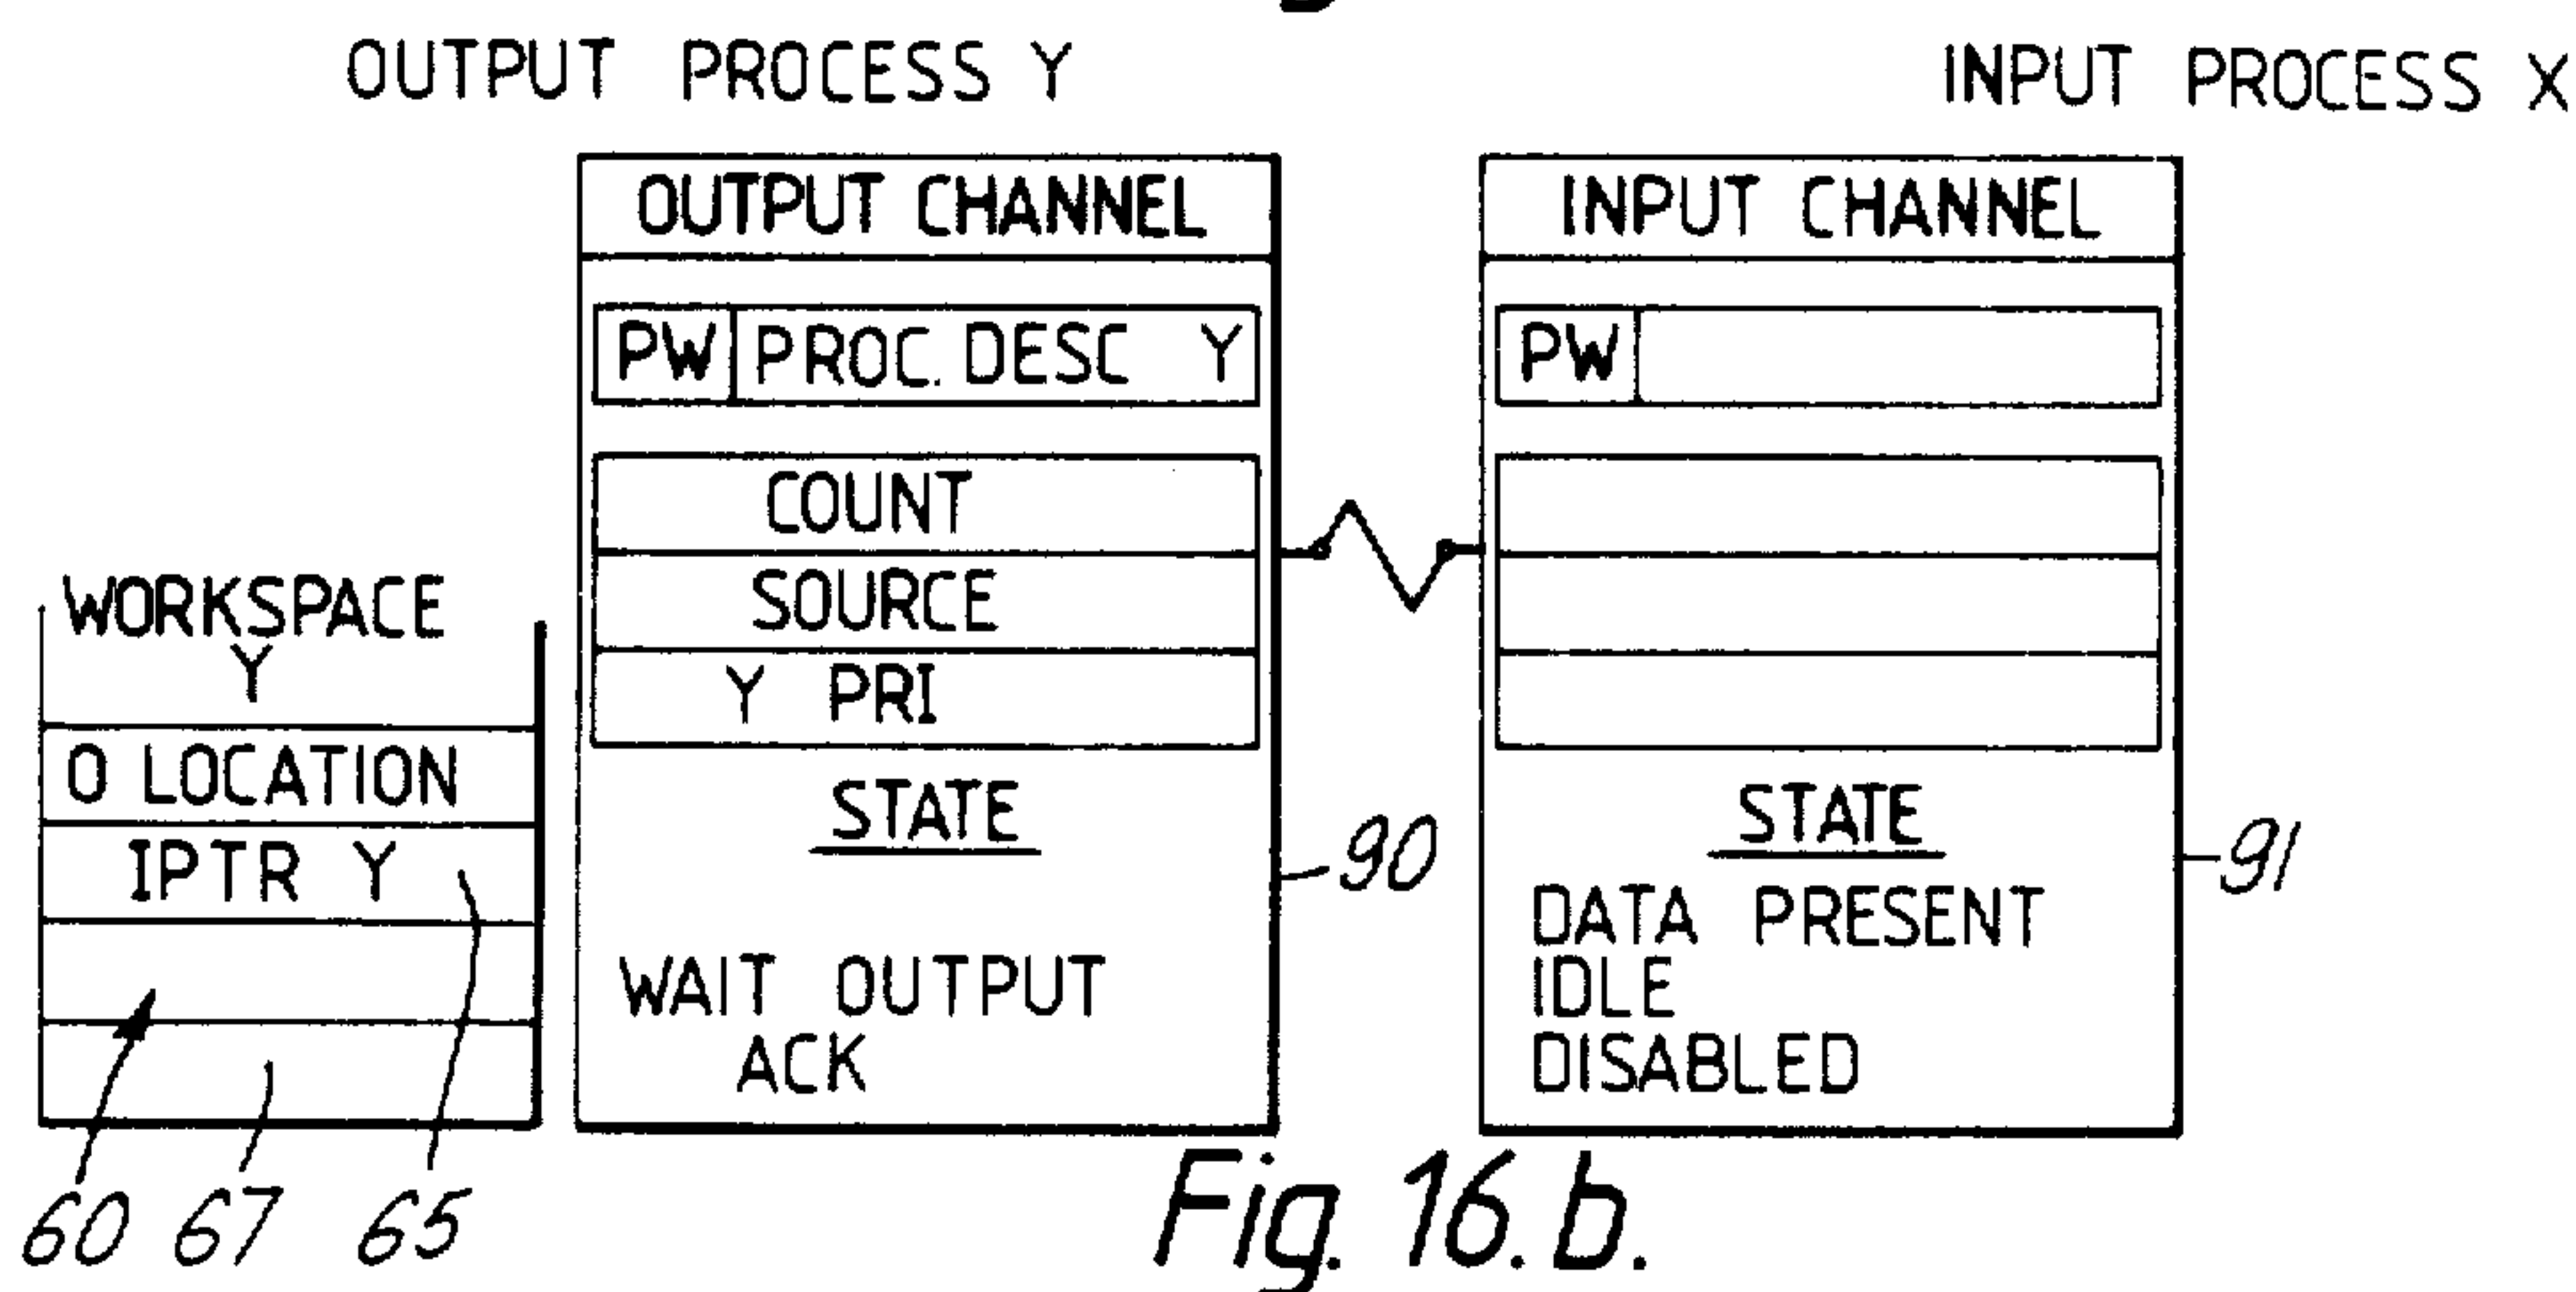 OUTPUT PROCESS Y
INPUT PROCESS X
OUTPUT CHANNEL
PW PROC. DESC Y
COUNT
SOURCE
Y PRI
STATE
WAIT OUTPUT
ACK
90
INPUT CHANNEL
PW
STATE
DATA PRESENT
IDLE
DISABLED
91
WORKSPACE
Y
0 LOCATION
IPTR Y
60 67 65
Fig. 16.b.